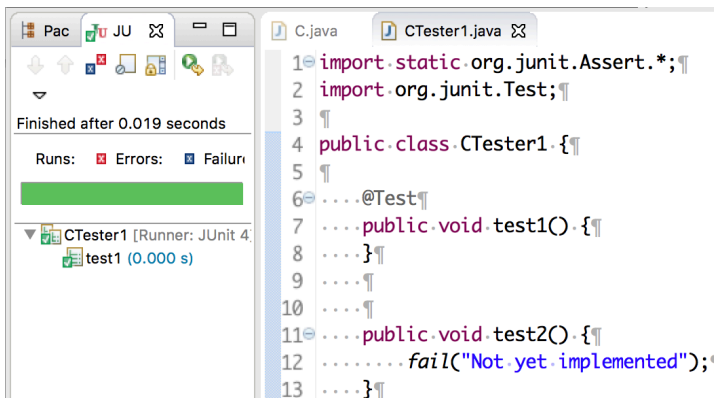 Pac JU
Finished after 0.019 seconds
Runs: Errors: Failur
CTester1 [Runner: JUnit 4]
test1 (0.000 s)
C.java CTester1.java
1 import·static·org.junit.Assert.*;¶
2 import·org.junit.Test;¶
3 ¶
4 public·class·CTester1·{¶
5 ¶
6 ····@Test¶
7 ····public·void·test1()·{¶
8 ····}¶
9 ····¶
10 ····¶
11 ····public·void·test2()·{¶
12 ········fail("Not·yet·implemented");¶
13 ····}¶